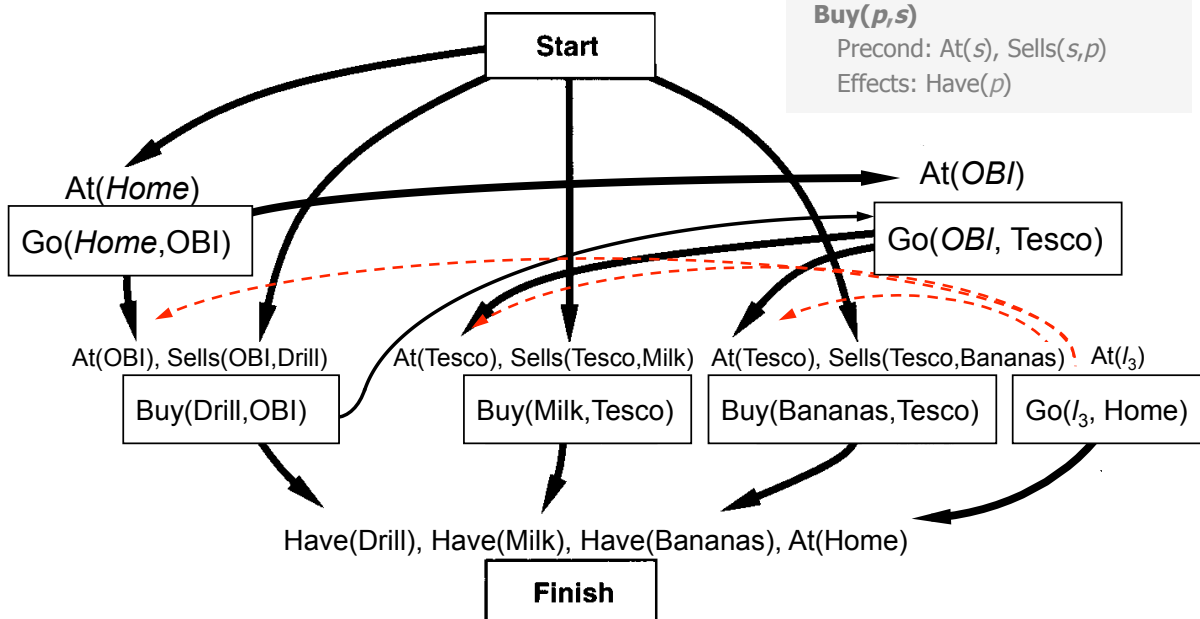 Buy(p,s)
Precond: At(s), Sells(s,p)
Effects: Have(p)
Start
At(Home)
At(OBI)
Go(Home,OBI)
Go(OBI, Tesco)
At(OBI), Sells(OBI,Drill)
At(Tesco), Sells(Tesco,Milk)
At(Tesco), Sells(Tesco,Bananas)
At(l₃)
Buy(Drill,OBI)
Buy(Milk,Tesco)
Buy(Bananas,Tesco)
Go(l₃, Home)
Have(Drill), Have(Milk), Have(Bananas), At(Home)
Finish